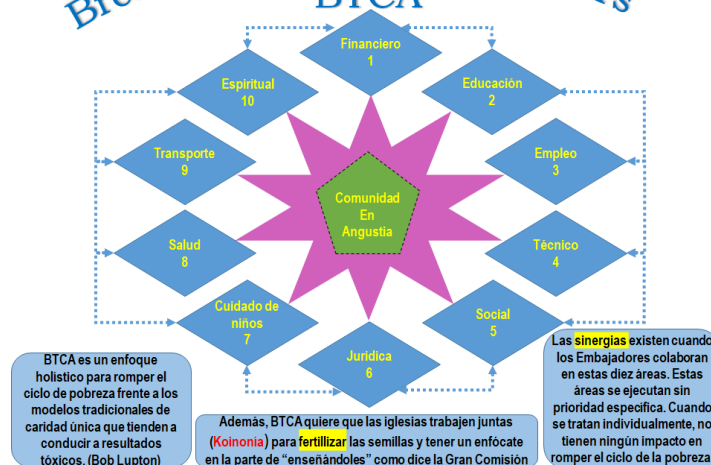 BTCA
Financiero
1
Espiritual
10
Educación
2
Transporte
9
Empleo
3
Comunidad
En
Angustia
Salud
8
Técnico
4
Cuidado de
niños
7
Social
5
Juridica
6
BTCA es un enfoque
holistico para romper el
ciclo de pobreza frente a los
modelos tradicionales de
caridad única que tienden a
conducir a resultados
tóxicos. (Bob Lupton)
Además, BTCA quiere que las iglesias trabajen juntas
(Koinonia) para fertillizar las semillas y tener un enfócate
en la parte de “enseñándoles” como dice la Gran Comisión
Las sinergias existen cuando
los Embajadores colaboran
en estas diez áreas. Estas
áreas se ejecutan sin
prioridad especifica. Cuando
se tratan individualmente, no
tienen ningún impacto en
romper el ciclo de la pobreza